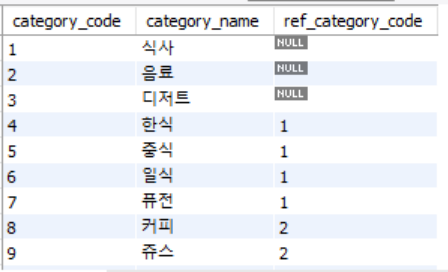 category_code category_name ref_category_code
1 식사 NULL
2 음료 NULL
3 디저트 NULL
4 한식 1
5 중식 1
6 일식 1
7 퓨전 1
8 커피 2
9 쥬스 2